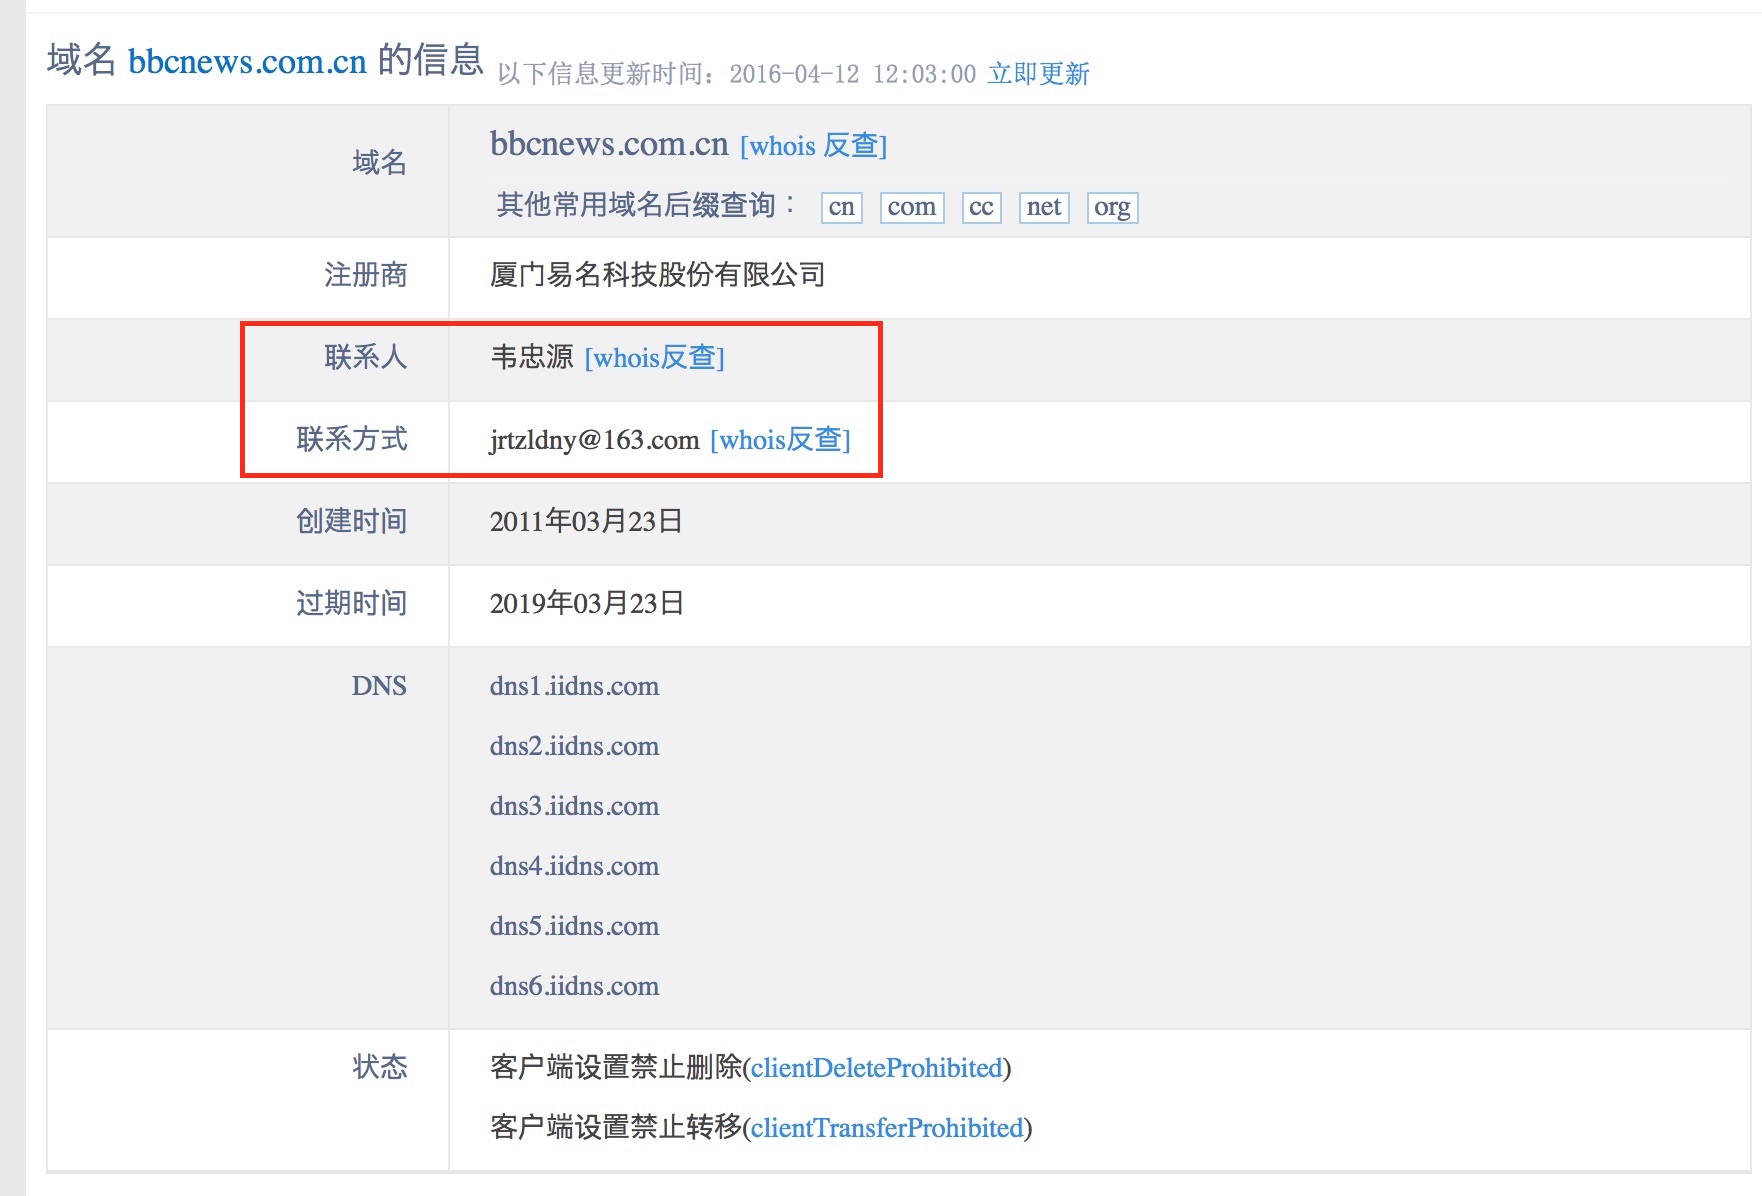 域名 bbcnews.com.cn 的信息 以下信息更新时间：2016-04-12 12:03:00 立即更新
域名
bbcnews.com.cn [whois 反查]
其他常用域名后缀查询： cn com cc net org
注册商 厦门易名科技股份有限公司
联系人 韦忠源 [whois反查]
联系方式 jrtzldny@163.com [whois反查]
创建时间 2011年03月23日
过期时间 2019年03月23日
DNS dns1.iidns.com
dns2.iidns.com
dns3.iidns.com
dns4.iidns.com
dns5.iidns.com
dns6.iidns.com
状态 客户端设置禁止删除(clientDeleteProhibited)
客户端设置禁止转移(clientTransferProhibited)